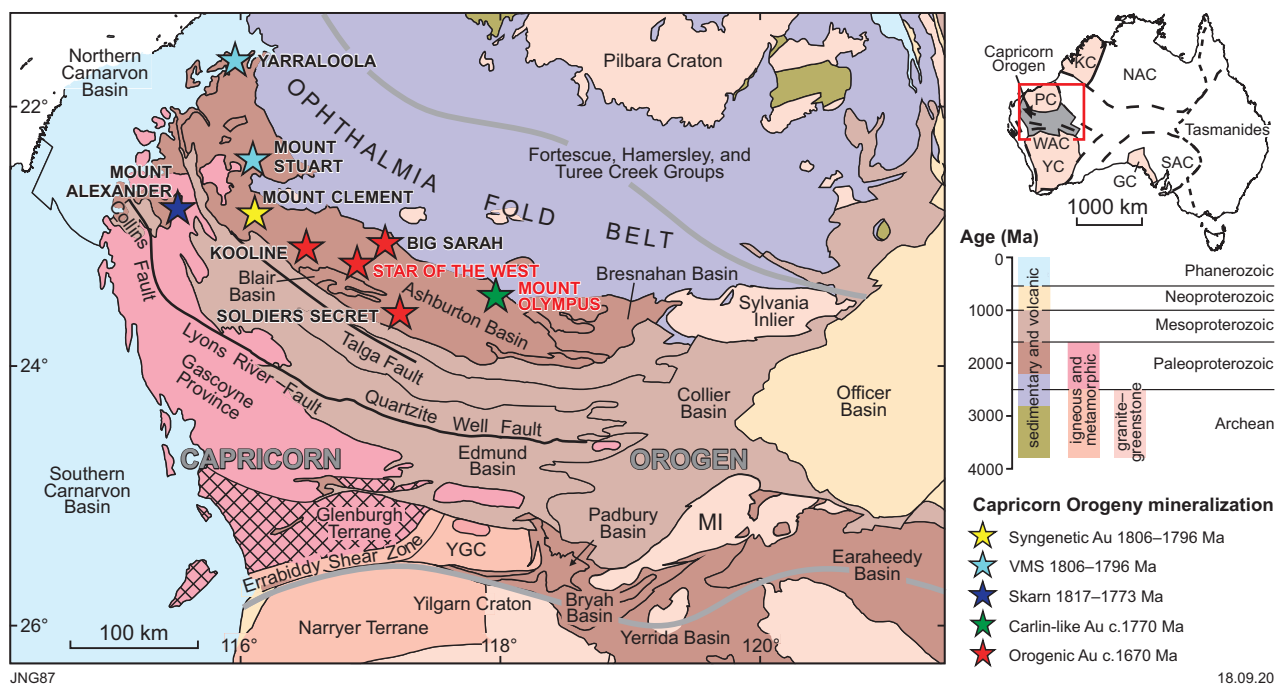 Northern
Carnarvon
Basin
YARRALOOLA
Pilbara Craton
22°
OPHTHALMIA
FOLD BELT
MOUNT
STUART
Fortescue, Hamersley, and
Turee Creek Groups
MOUNT
ALEXANDER
MOUNT CLEMENT
Collins
Fault
KOOLINE
BIG SARAH
STAR OF THE WEST
Blair
Basin
Bresnahan Basin
MOUNT
OLYMPUS
SOLDIERS SECRET
Ashburton Basin
Sylvania
Inlier
Talga Fault
24°
Lyons River Fault
Gascoyne
Province
Quartzite Well Fault
Collier
Basin
Officer
Basin
CAPRICORN
OROGEN
Edmund
Basin
Southern
Carnarvon
Basin
Glenburgh
Terrane
Padbury
Basin
MI
YGC
Errabiddy Shear Zone
Earaheedy
Basin
Yilgarn Craton
Bryah
Basin
26°
Narryer Terrane
Yerrida Basin
100 km
116°
118°
120°
JNG87
Capricorn
Orogen
KC
NAC
PC
WAC
YC
GC
SAC
Tasmanides
1000 km
Age (Ma)
0
1000
2000
3000
4000
sedimentary and volcanic
igneous and
metamorphic
granite–
greenstone
Phanerozoic
Neoproterozoic
Mesoproterozoic
Paleoproterozoic
Archean
Capricorn Orogeny mineralization
Syngenetic Au 1806–1796 Ma
VMS 1806–1796 Ma
Skarn 1817–1773 Ma
Carlin-like Au c.1770 Ma
Orogenic Au c.1670 Ma
18.09.20